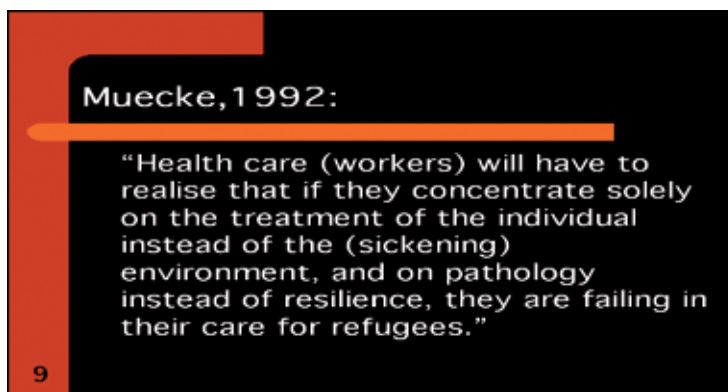 Muecke,1992:
“Health care (workers) will have to
realise that if they concentrate solely
on the treatment of the individual
instead of the (sickening)
environment, and on pathology
instead of resilience, they are failing in
their care for refugees.”
9